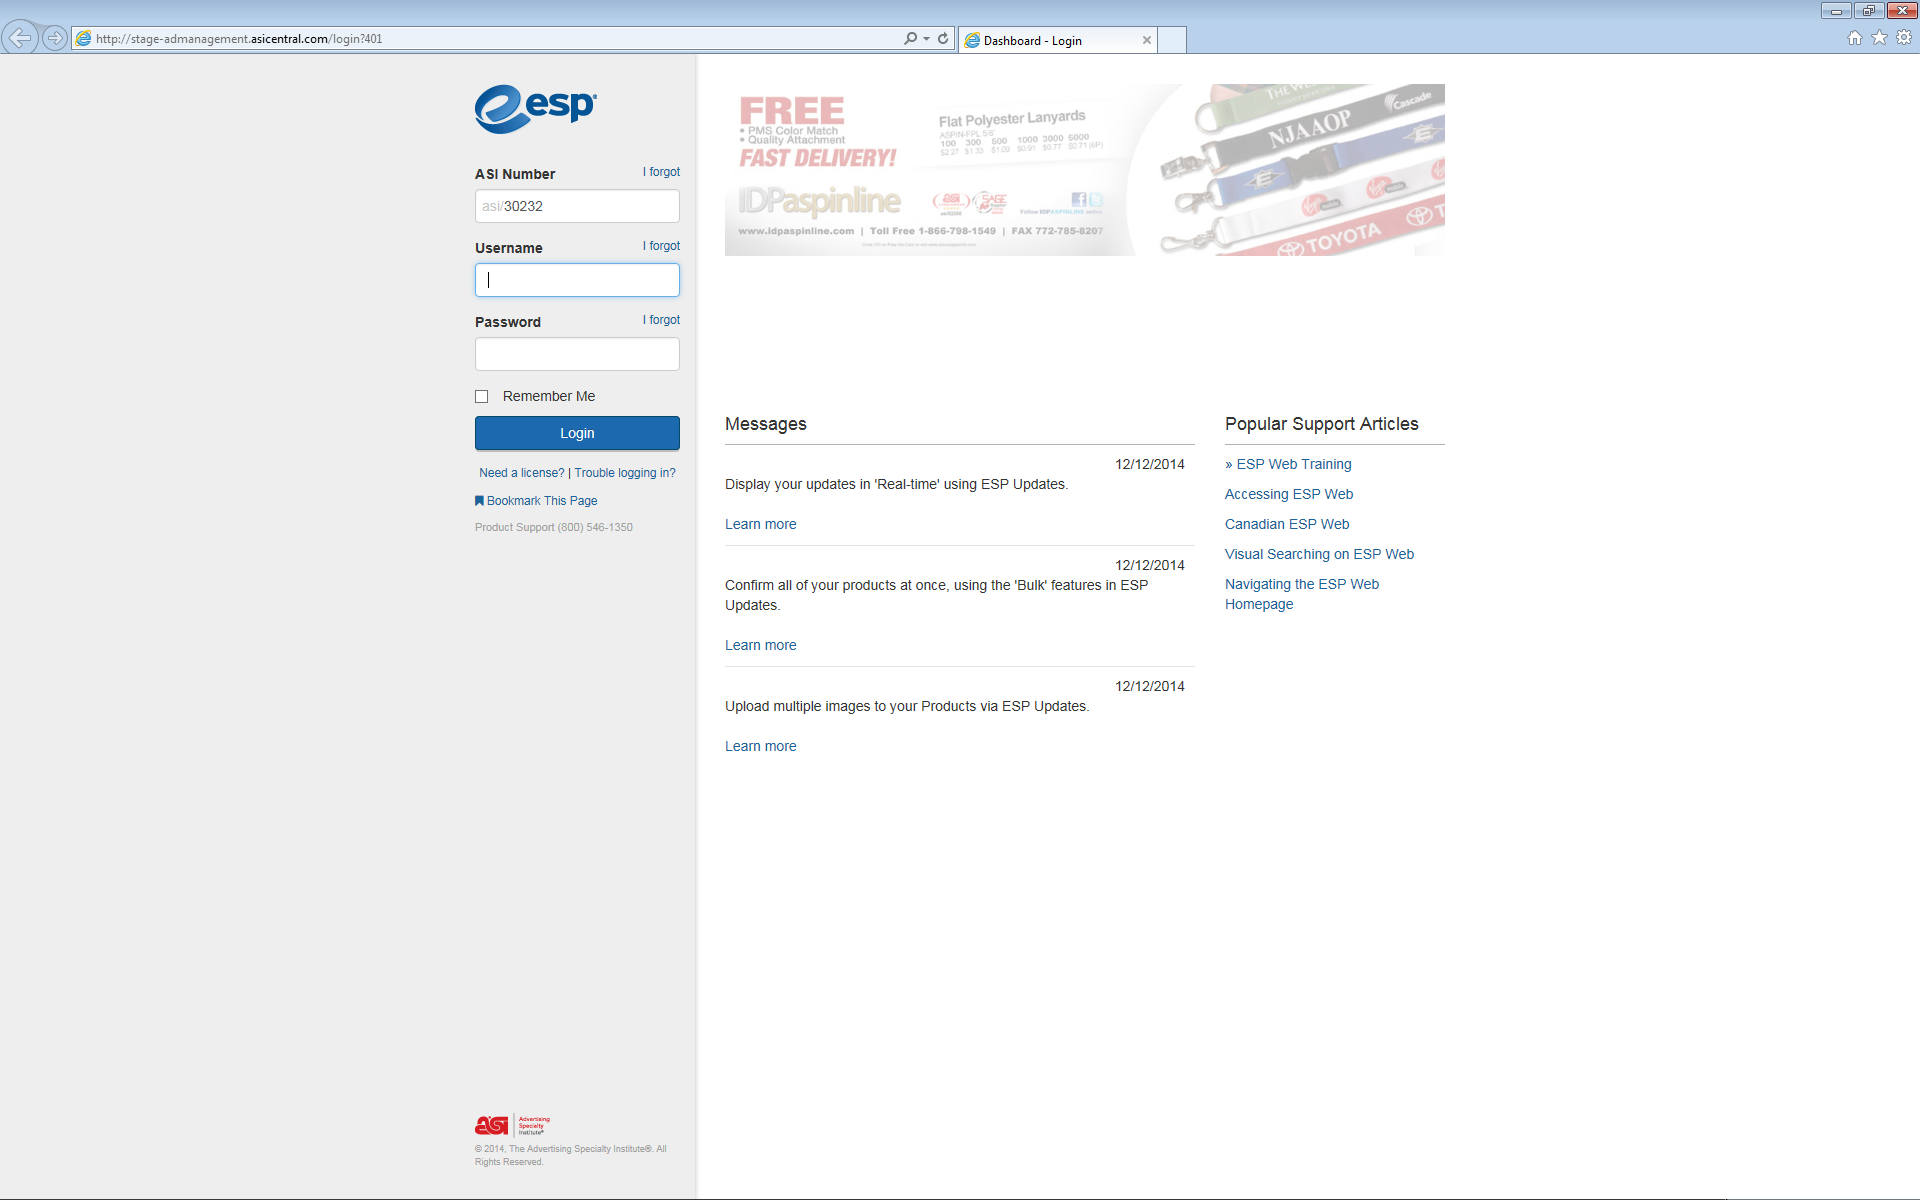 http://stage-admanagement.asicentral.com/login?401
Dashboard - Login
esp
ASI Number
I forgot
asi/30232
Username
I forgot
Password
I forgot
Remember Me
Login
Need a license? | Trouble logging in?
Bookmark This Page
Product Support (800) 546-1350
FREE
• PMS Color Match
• Quality Attachment
FAST DELIVERY!
Flat Polyester Lanyards
ASPIN-FPL 5/8"
100 300 500 1000 3000 5000
$2.27 $1.33 $1.09 $0.91 $0.77 $0.71 (6P)
IDPaspinline
Follow IDPASPINLINE online
www.idpaspinline.com | Toll Free 1-866-798-1549 | FAX 772-785-8207
Cascade
NJAAOP
TOYOTA
Messages
12/12/2014
Display your updates in 'Real-time' using ESP Updates.
Learn more
12/12/2014
Confirm all of your products at once, using the 'Bulk' features in ESP
Updates.
Learn more
12/12/2014
Upload multiple images to your Products via ESP Updates.
Learn more
Popular Support Articles
» ESP Web Training
Accessing ESP Web
Canadian ESP Web
Visual Searching on ESP Web
Navigating the ESP Web
Homepage
asi
Advertising
Specialty
Institute®
© 2014, The Advertising Specialty Institute®. All
Rights Reserved.